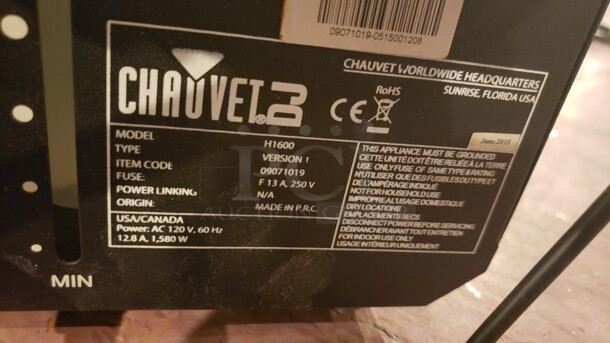 09071019-0515001208
CHAUVET DJ
®
CE
RoHS
CHAUVET WORLDWIDE HEADQUARTERS
SUNRISE, FLORIDA USA
June.2015
MODEL H1600
TYPE VERSION 1
ITEM CODE 09071019
FUSE: F 13 A, 250 V
POWER LINKING N/A
ORIGIN: MADE IN P.R.C.
USA/CANADA
Power: AC 120 V, 60 Hz
12.8 A, 1,580 W
THIS APPLIANCE MUST BE GROUNDED
CETTE UNITÉ DOIT ÊTRE RELIÉE À LA TERRE
USE ONLY FUSE OF SAME TYPE & RATING
N'UTILISER QUE DES FUSIBLES DU TYPE ET
DE L'AMPÉRAGE INDIQUÉ
NOT FOR HOUSEHOLD USE
IMPROPRE À L'USAGE DOMESTIQUE
DRY LOCATIONS
EMPLACEMENTS SECS
DISCONNECT POWER BEFORE SERVICING
DÉBRANCHER AVANT TOUT ENTRETIEN
FOR INDOOR USE ONLY
USAGE INTÉRIEUR UNIQUEMENT
MIN